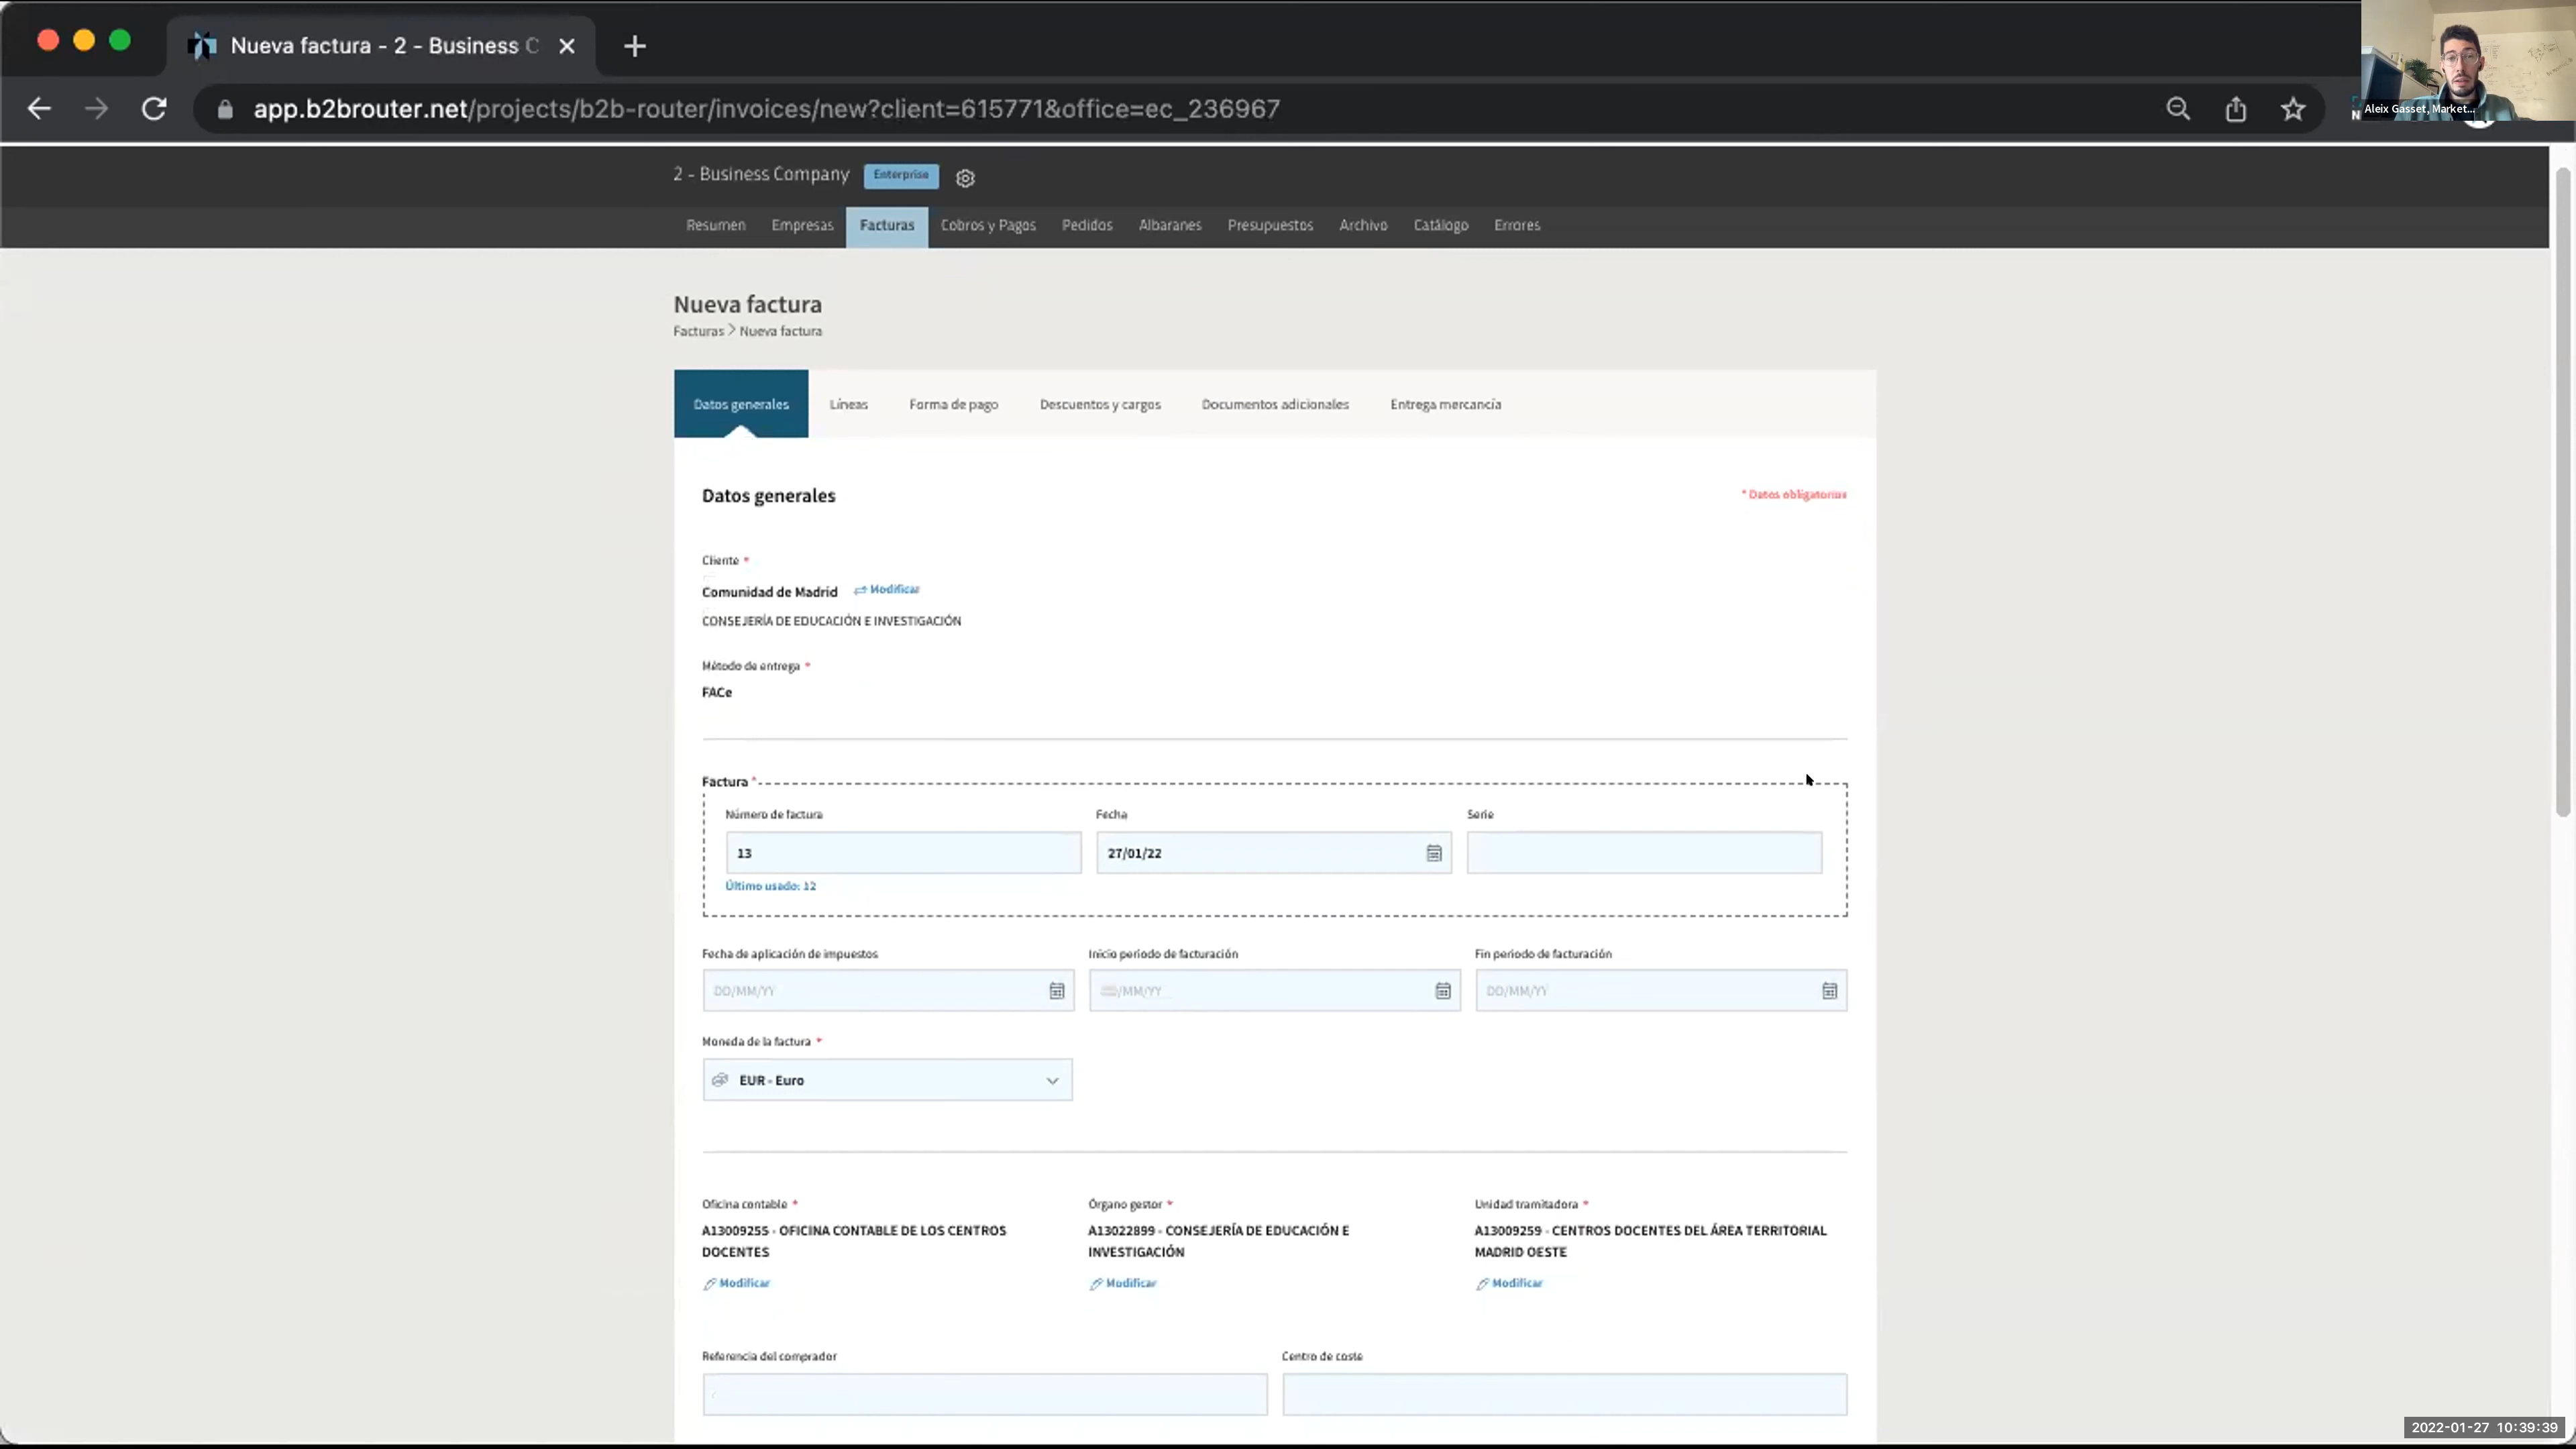 Nueva factura - 2 - Business C
app.b2brouter.net/projects/b2b-router/invoices/new?client=615771&office=ec_236967
Aleix Gasset, Market...
2 - Business Company
Enterprise
Resumen Empresas Facturas Cobros y Pagos Pedidos Albaranes Presupuestos Archivo Catálogo Errores
Nueva factura
Facturas > Nueva factura
Datos generales Líneas Forma de pago Descuentos y cargos Documentos adicionales Entrega mercancía
Datos generales
* Datos obligatorios
Cliente *
Comunidad de Madrid Modificar
CONSEJERÍA DE EDUCACIÓN E INVESTIGACIÓN
Método de entrega *
FACe
Factura *
Número de factura Fecha Serie
13 27/01/22
Último usado: 12
Fecha de aplicación de impuestos Inicio periodo de facturación Fin periodo de facturación
DD/MM/YY /MM/YY DD/MM/YY
Moneda de la factura *
EUR - Euro
Oficina contable * Órgano gestor * Unidad tramitadora *
A13009255 - OFICINA CONTABLE DE LOS CENTROS A13022899 - CONSEJERÍA DE EDUCACIÓN E A13009259 - CENTROS DOCENTES DEL ÁREA TERRITORIAL
DOCENTES INVESTIGACIÓN MADRID OESTE
Modificar Modificar Modificar
Referencia del comprador Centro de coste
2022-01-27 10:39:39